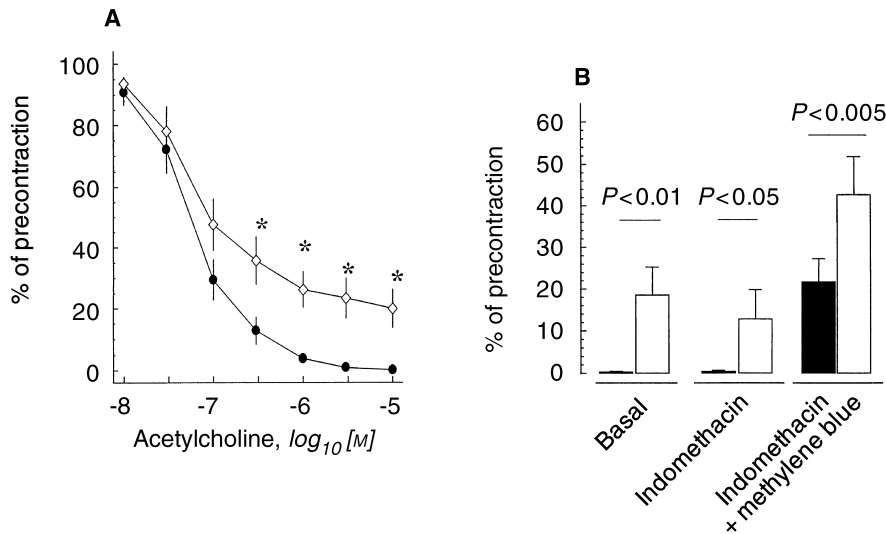 A
% of precontraction
100
80
60
40
20
0
* * * *
-8 -7 -6 -5
Acetylcholine, log10 [M]
B
% of precontraction
60
50
40
30
20
10
0
P<0.01 P<0.05 P<0.005
Basal
Indomethacin
Indomethacin
+ methylene blue